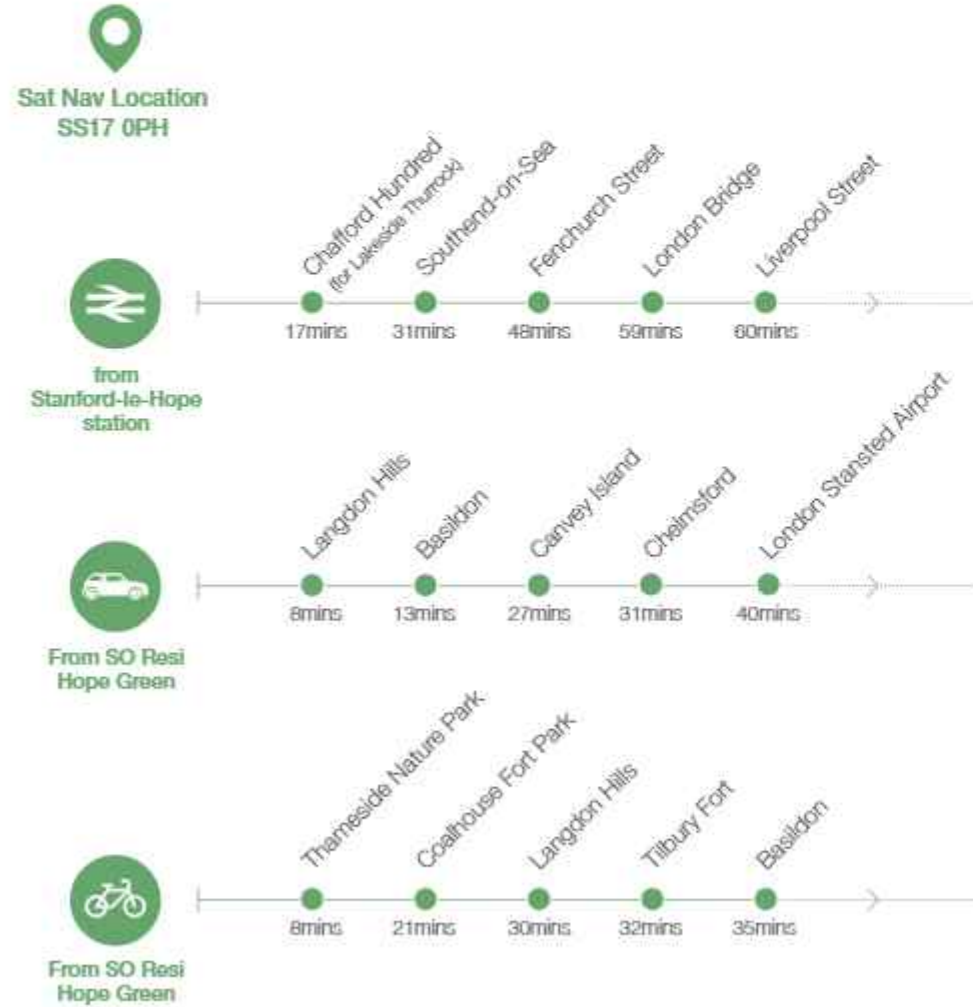 Sat Nav Location
SS17 0PH
Chafford Hundred
(for Lakeside Thurrock)
Southend-on-Sea
Fenchurch Street
London Bridge
Liverpool Street
17mins
31mins
48mins
59mins
60mins
from
Stanford-le-Hope
station
Langdon Hills
Basildon
Canvey Island
Chelmsford
London Stansted Airport
8mins
13mins
27mins
31mins
40mins
From SO Resi
Hope Green
Thameside Nature Park
Coalhouse Fort Park
Langdon Hills
Tilbury Fort
Basildon
8mins
21mins
30mins
32mins
35mins
From SO Resi
Hope Green